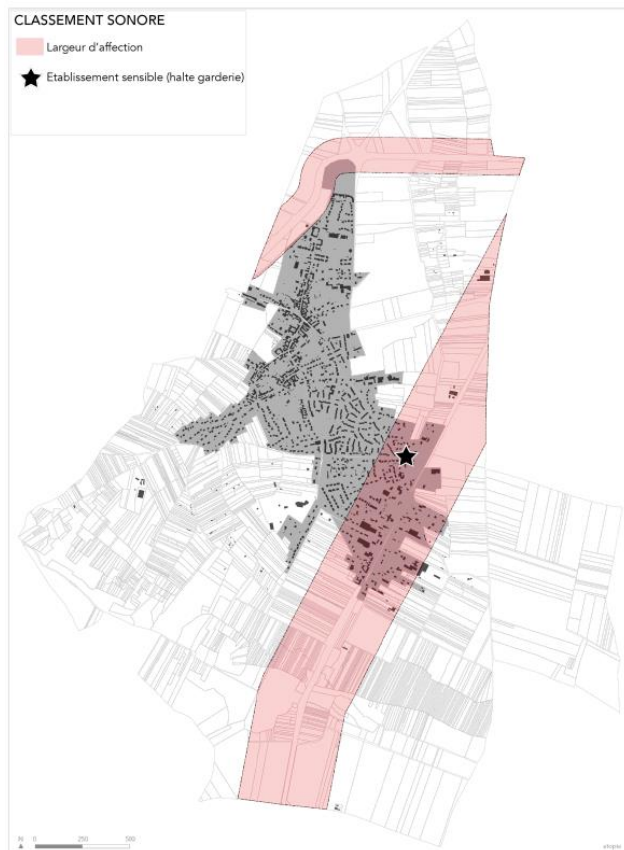 CLASSEMENT SONORE
Largeur d'affection
Etablissement sensible (halte garderie)
N 0 250 500